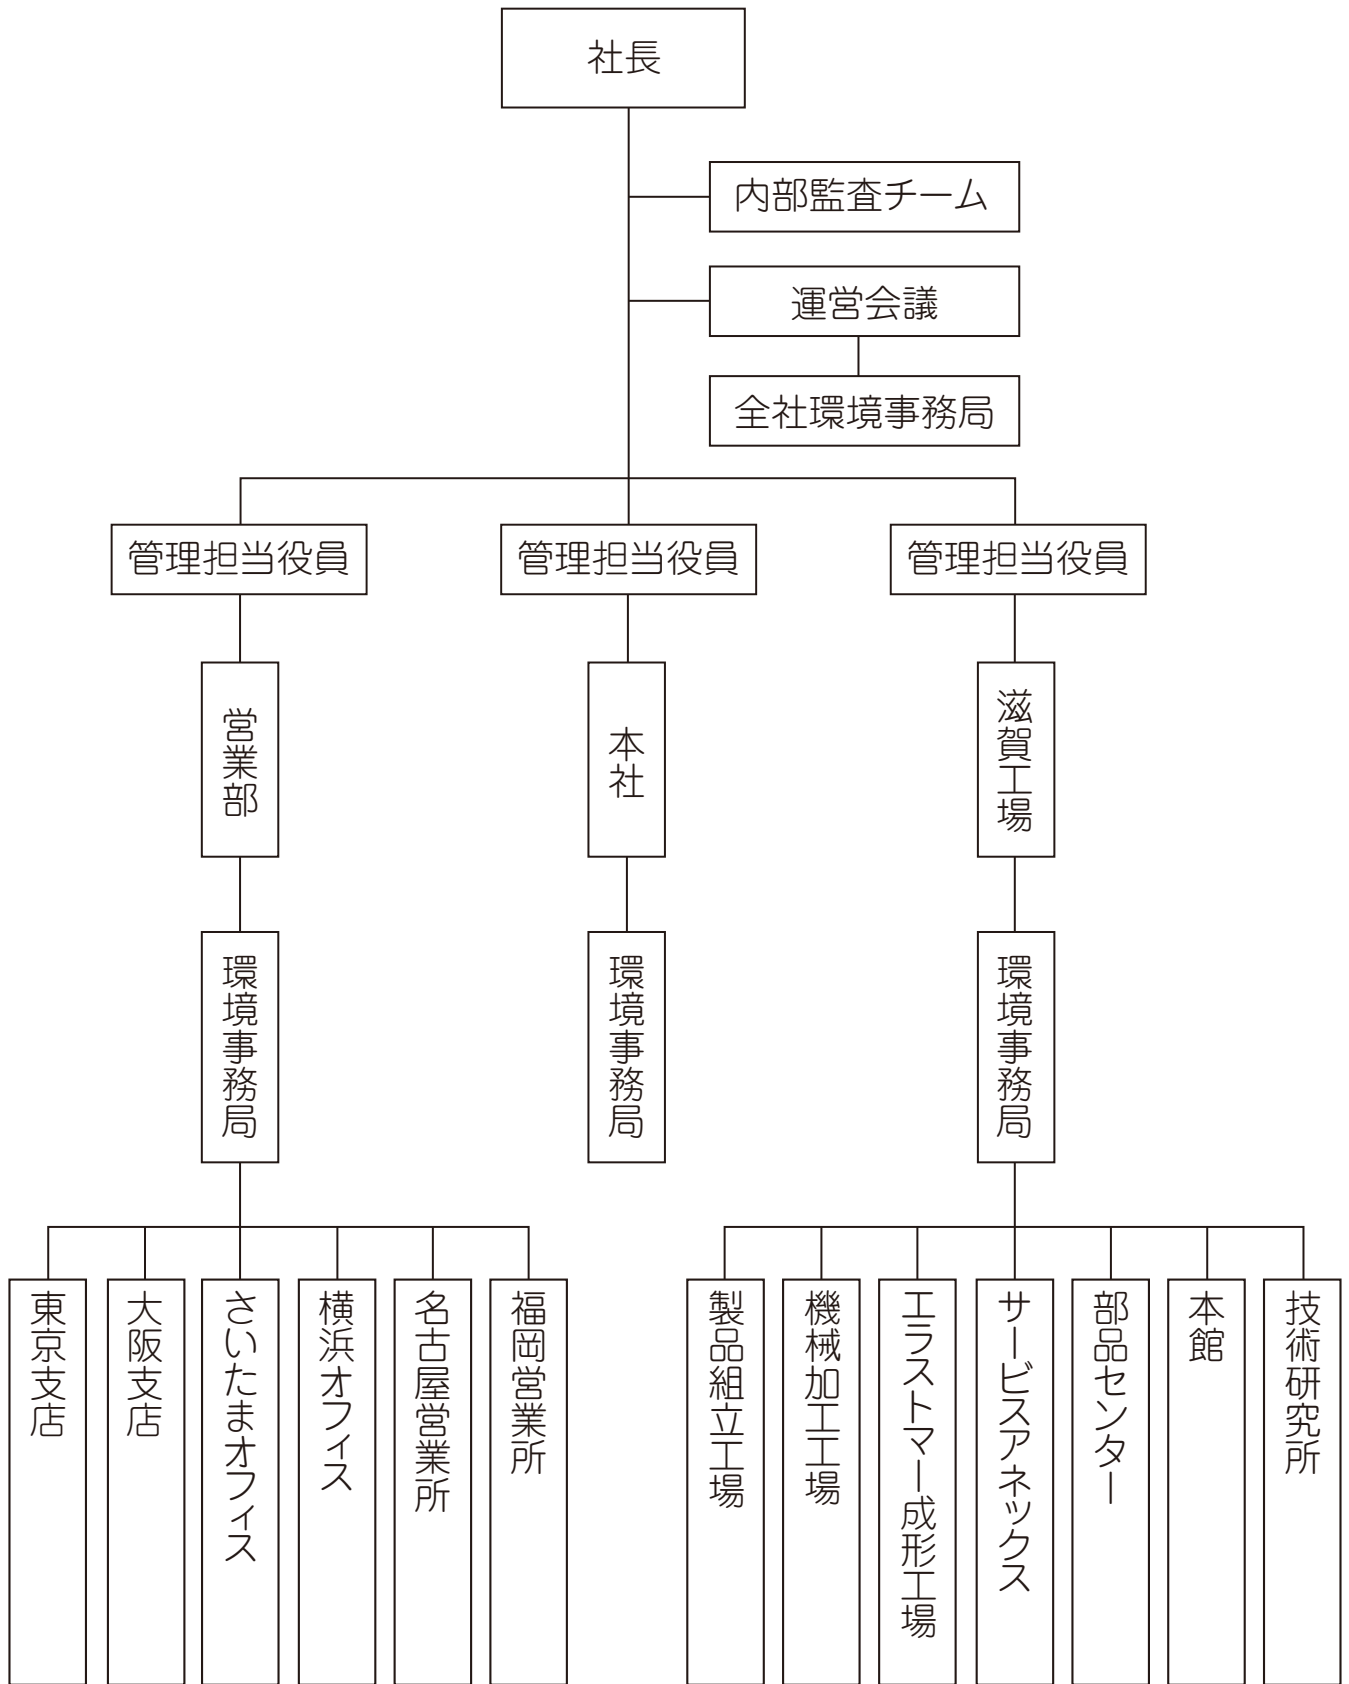 社長
内部監査チーム
運営会議
全社環境事務局
管理担当役員
管理担当役員
管理担当役員
営業部
本社
滋賀工場
環境事務局
環境事務局
環境事務局
東京支店
大阪支店
さいたまオフィス
横浜オフィス
名古屋営業所
福岡営業所
製品組立工場
機械加工工場
エラストマー成形工場
サービスアネックス
部品センター
本館
技術研究所